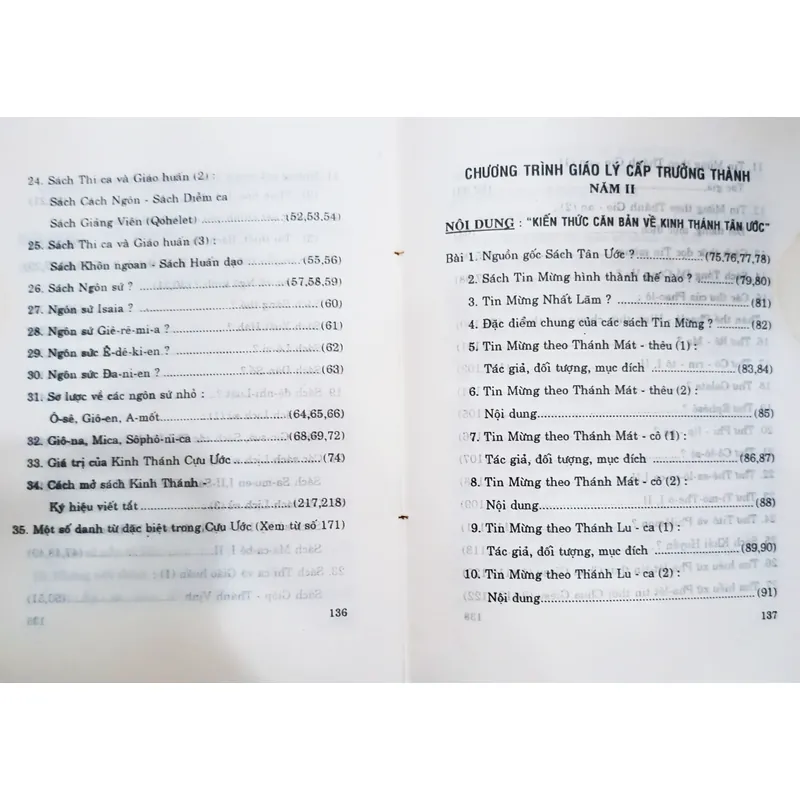 24. Sách Thi ca và Giáo huấn (2) :
Sách Cách Ngôn - Sách Diễm ca
Sách Giảng Viên (Qohelet) .................(52,53,54)
25. Sách Thi ca và Giáo huấn (3) :
Sách Khôn ngoan - Sách Huấn đạo ..........(55,56)
26. Sách Ngôn sứ ? ..........(57,58,59)
27. Ngôn sứ Isaia ? ..........(60)
28. Ngôn sứ Giê-rê-mi-a ? ..........(61)
29. Ngôn sức Ê-dê-ki-en ? ..........(62)
30. Ngôn sức Đa-ni-en ? ..........(63)
31. Sơ lược về các ngôn sứ nhỏ :
Ô-sê, Giô-en, A-mốt ..........(64,65,66)
32. Giô-na, Mica, Sôphô-ni-ca ..........(68,69,72)
33. Giá trị của Kinh Thánh Cựu Ước ..........(74)
34. Cách mở sách Kinh Thánh -
Ký hiệu viết tắt ..........(217,218)
35. Một số danh từ đặc biệt trong Cựu Ước (Xem từ số 171)
136
CHƯƠNG TRÌNH GIÁO LÝ CẤP TRƯỞNG THÀNH
NĂM II
NỘI DUNG : "KIẾN THỨC CĂN BẢN VỀ KINH THÁNH TÂN ƯỚC"
Bài 1. Nguồn gốc Sách Tân Ước ? ..........(75,76,77,78)
2. Sách Tin Mừng hình thành thế nào ? ..........(79,80)
3. Tin Mừng Nhất Lãm ? ..........(81)
4. Đặc điểm chung của các sách Tin Mừng ? ..........(82)
5. Tin Mừng theo Thánh Mát - thêu (1) :
Tác giả, đối tượng, mục đích ..........(83,84)
6. Tin Mừng theo Thánh Mát - thêu (2) :
Nội dung..........(85)
7. Tin Mừng theo Thánh Mát - cô (1) :
Tác giả, đối tượng, mục đích ..........(86,87)
8. Tin Mừng theo Thánh Mát - cô (2) :
Nội dung..........(88)
9. Tin Mừng theo Thánh Lu - ca (1) :
Tác giả, đối tượng, mục đích ..........(89,90)
10. Tin Mừng theo Thánh Lu - ca (2) :
Nội dung..........(91)
137